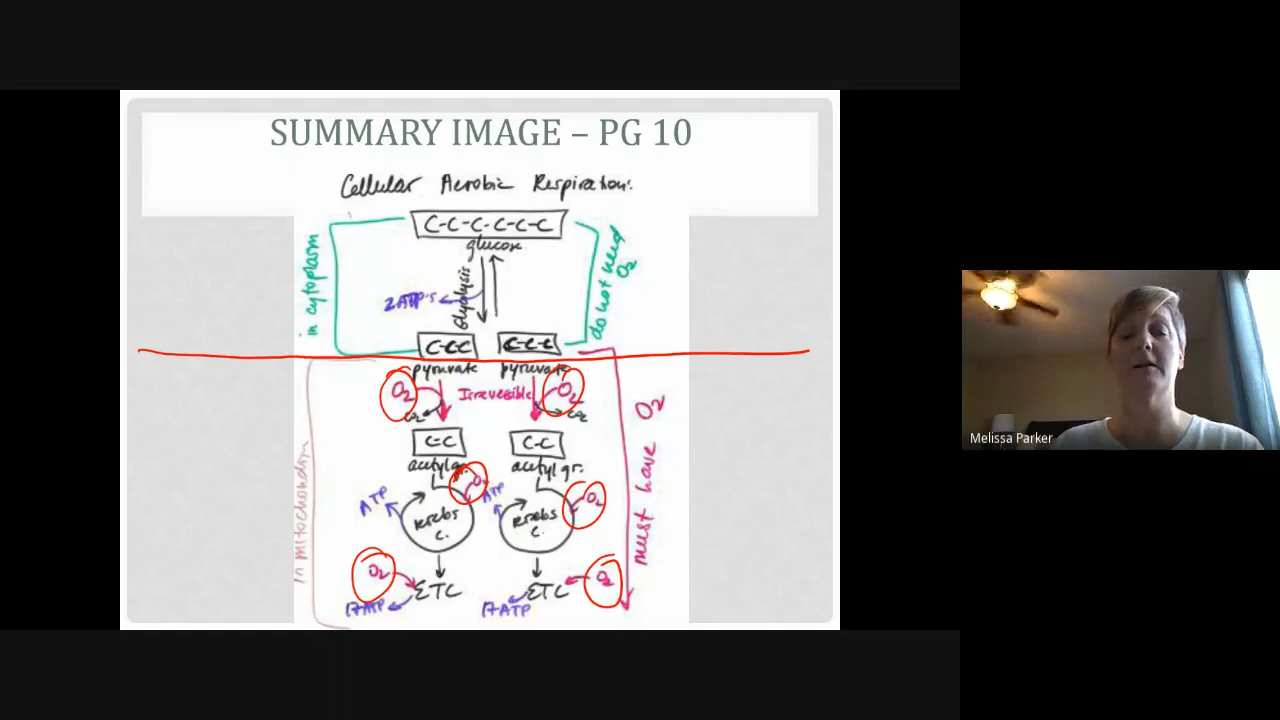 SUMMARY IMAGE – PG 10
Cellular Aerobic Respiration:
C-C-C-C-C-C
glucose
in cytoplasm
Glycolysis
2ATP's
do not need
O₂
C-C-C
C-C-C
pyruvate
pyruvate
O₂
Irreversible
O₂
CO₂
CO₂
must have O₂
C-C
C-C
acetyl gr.
acetyl gr.
in mitochondrion
ATP
O₂
ATP
O₂
Krebs
C.
Krebs
C.
O₂
O₂
ETC
ETC
17ATP
17ATP
Melissa Parker